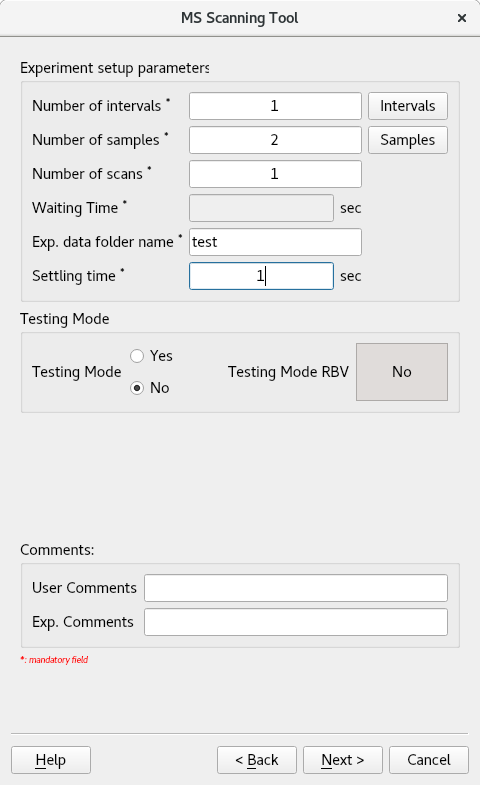 MS Scanning Tool ×
Experiment setup parameters
Number of intervals * 1 Intervals
Number of samples * 2 Samples
Number of scans * 1
Waiting Time * sec
Exp. data folder name * test
Settling time * 1 sec
Testing Mode
Yes
Testing Mode Testing Mode RBV No
No
Comments:
User Comments
Exp. Comments
*: mandatory field
Help < Back Next > Cancel